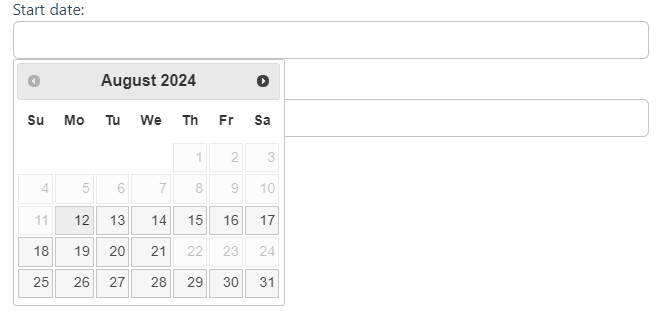 Start date:
August 2024
Su Mo Tu We Th Fr Sa
1 2 3
4 5 6 7 8 9 10
11 12 13 14 15 16 17
18 19 20 21 22 23 24
25 26 27 28 29 30 31